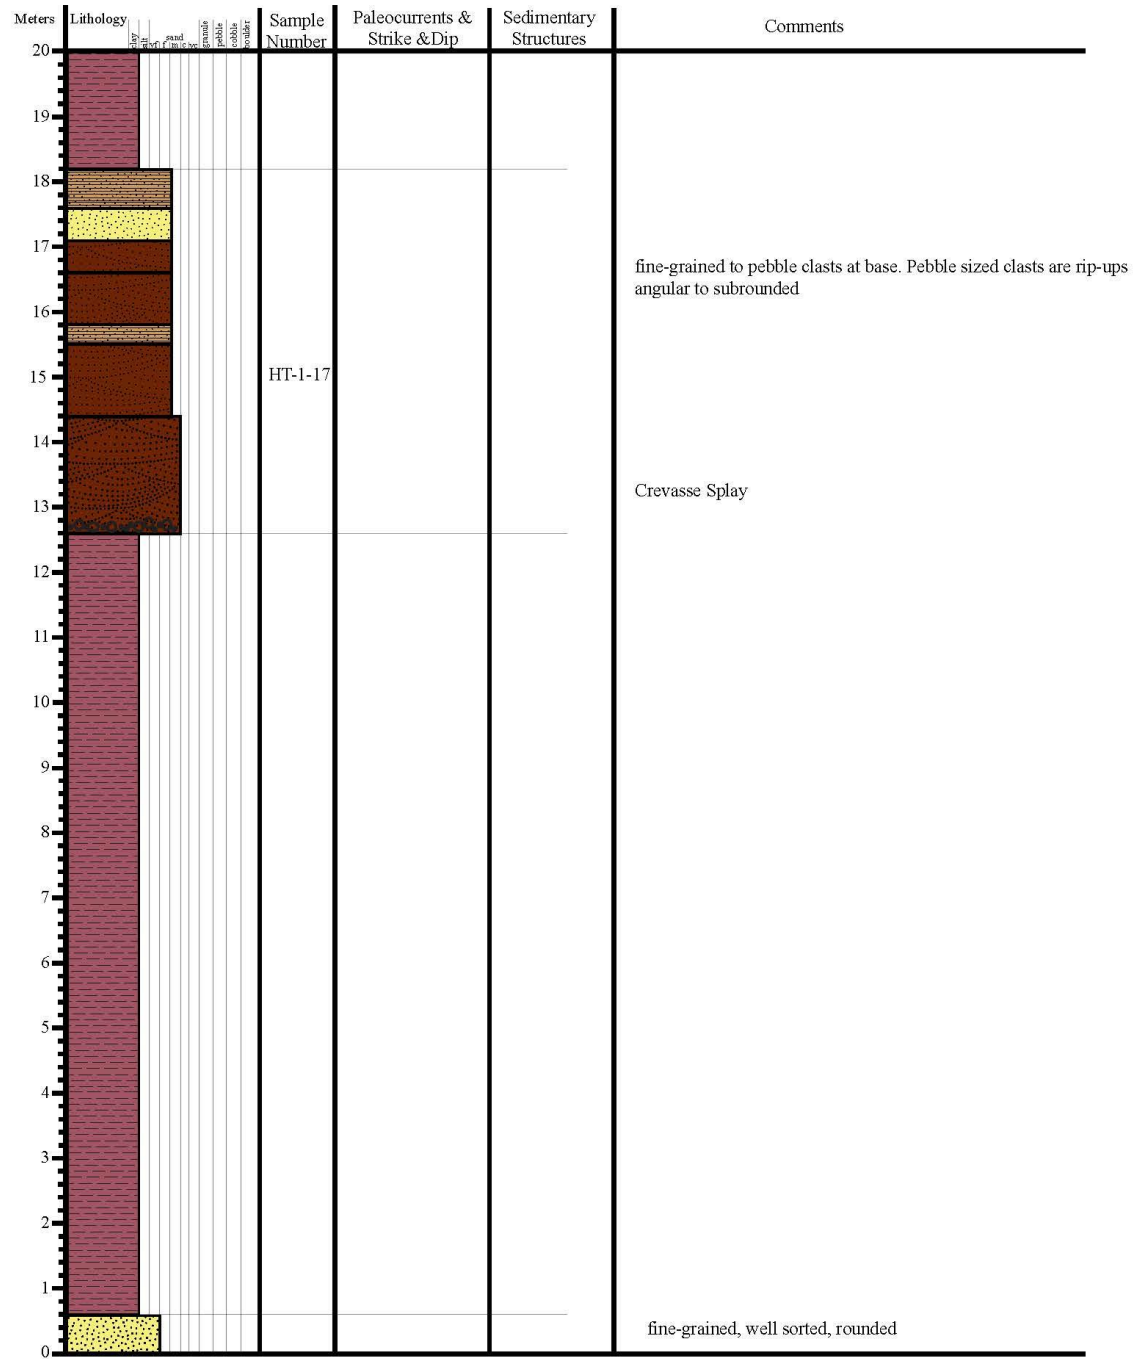 Meters Lithology
clay silt vf f sand m c vc granule pebble cobble boulder
Sample
Number
Paleocurrents &
Strike &Dip
Sedimentary
Structures
Comments
20
19
18
17
fine-grained to pebble clasts at base. Pebble sized clasts are rip-ups
angular to subrounded
16
15
HT-1-17
14
13
Crevasse Splay
12
11
10
9
8
7
6
5
4
3
2
1
fine-grained, well sorted, rounded
0